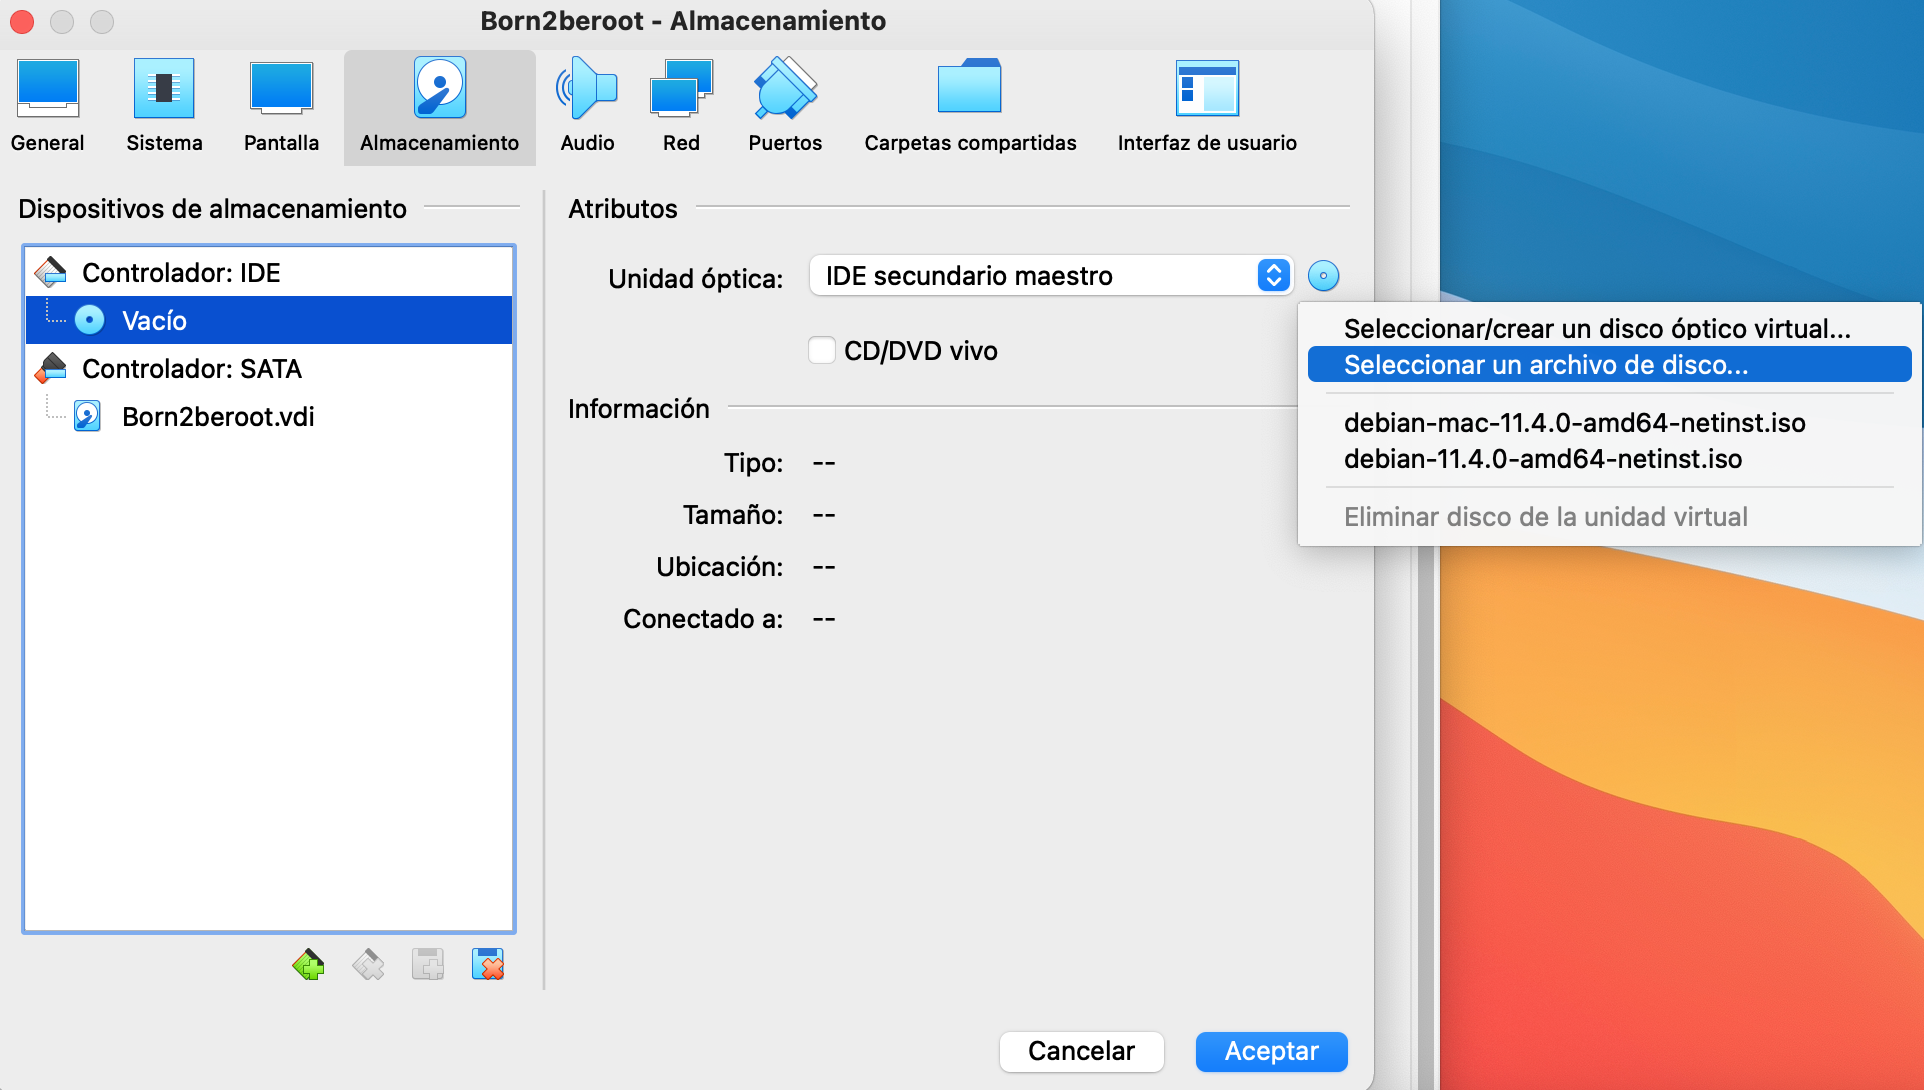 Born2beroot - Almacenamiento
General
Sistema
Pantalla
Almacenamiento
Audio
Red
Puertos
Carpetas compartidas
Interfaz de usuario
Dispositivos de almacenamiento
Controlador: IDE
Vacío
Controlador: SATA
Born2beroot.vdi
Atributos
Unidad óptica: IDE secundario maestro
CD/DVD vivo
Información
Tipo: --
Tamaño: --
Ubicación: --
Conectado a: --
Seleccionar/crear un disco óptico virtual...
Seleccionar un archivo de disco...
debian-mac-11.4.0-amd64-netinst.iso
debian-11.4.0-amd64-netinst.iso
Eliminar disco de la unidad virtual
Cancelar
Aceptar